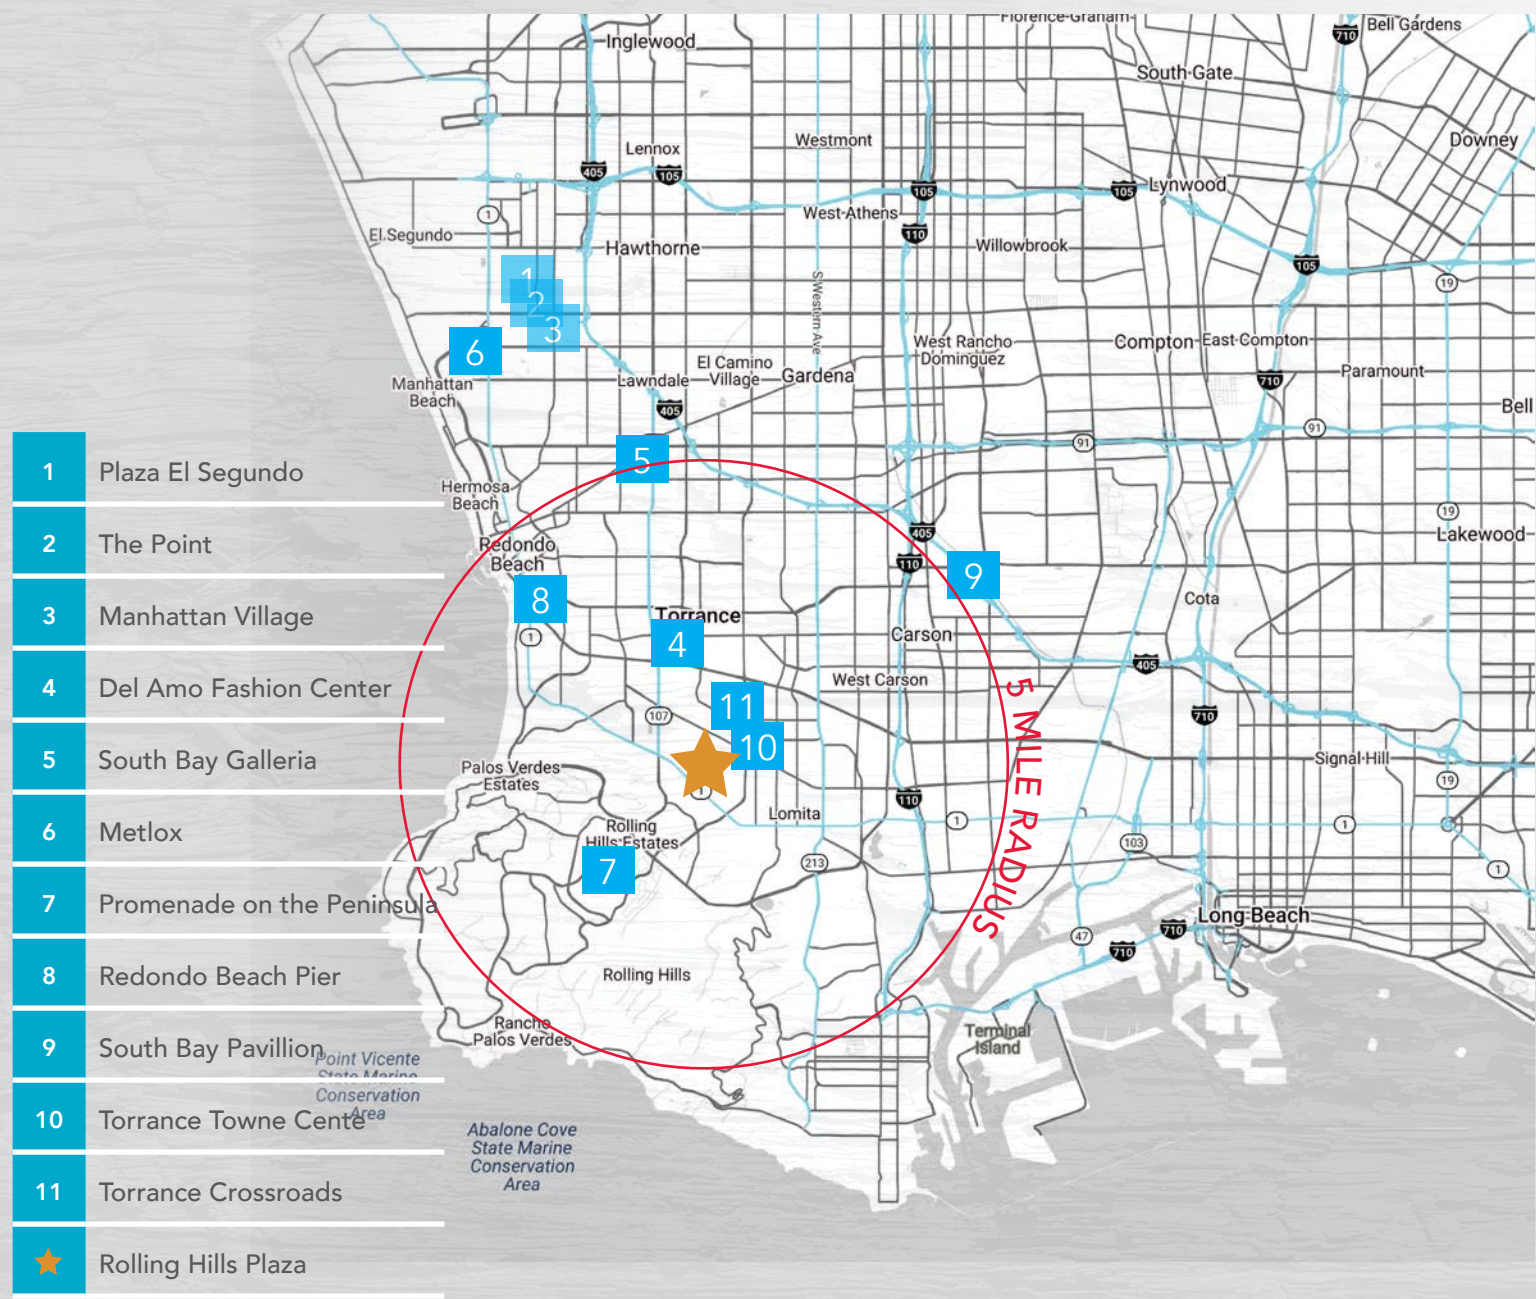 Florence-Graham
Bell Gardens
710
Inglewood
South Gate
Westmont
Downey
Lennox
405
105
105
105
Lynwood
1
West Athens
110
El Segundo
Hawthorne
Willowbrook
105
1
19
2
S Western Ave
3
6
West Rancho
Dominguez
Compton
East Compton
El Camino
Village
Gardena
Paramount
710
Manhattan
Beach
Lawndale
405
Bell
91
91
5
1 Plaza El Segundo
Hermosa
Beach
19
405
Lakewood
2 The Point
Redondo
Beach
110
9
8
Cota
3 Manhattan Village
Torrance
1
4
Carson
405
West Carson
4 Del Amo Fashion Center
5 MILE RADIUS
11
107
710
10
5 South Bay Galleria
Signal Hill
Palos Verdes
Estates
19
1
110
Lomita
1
1
6 Metlox
Rolling
Hills Estates
103
213
7
1
7 Promenade on the Peninsula
Long Beach
710
47
710
8 Redondo Beach Pier
Rolling Hills
Rancho
Palos Verdes
Terminal
Island
9 South Bay Pavillion
Point Vicente
State Marine
Conservation
Area
10 Torrance Towne Cente
Abalone Cove
State Marine
Conservation
Area
11 Torrance Crossroads
Rolling Hills Plaza